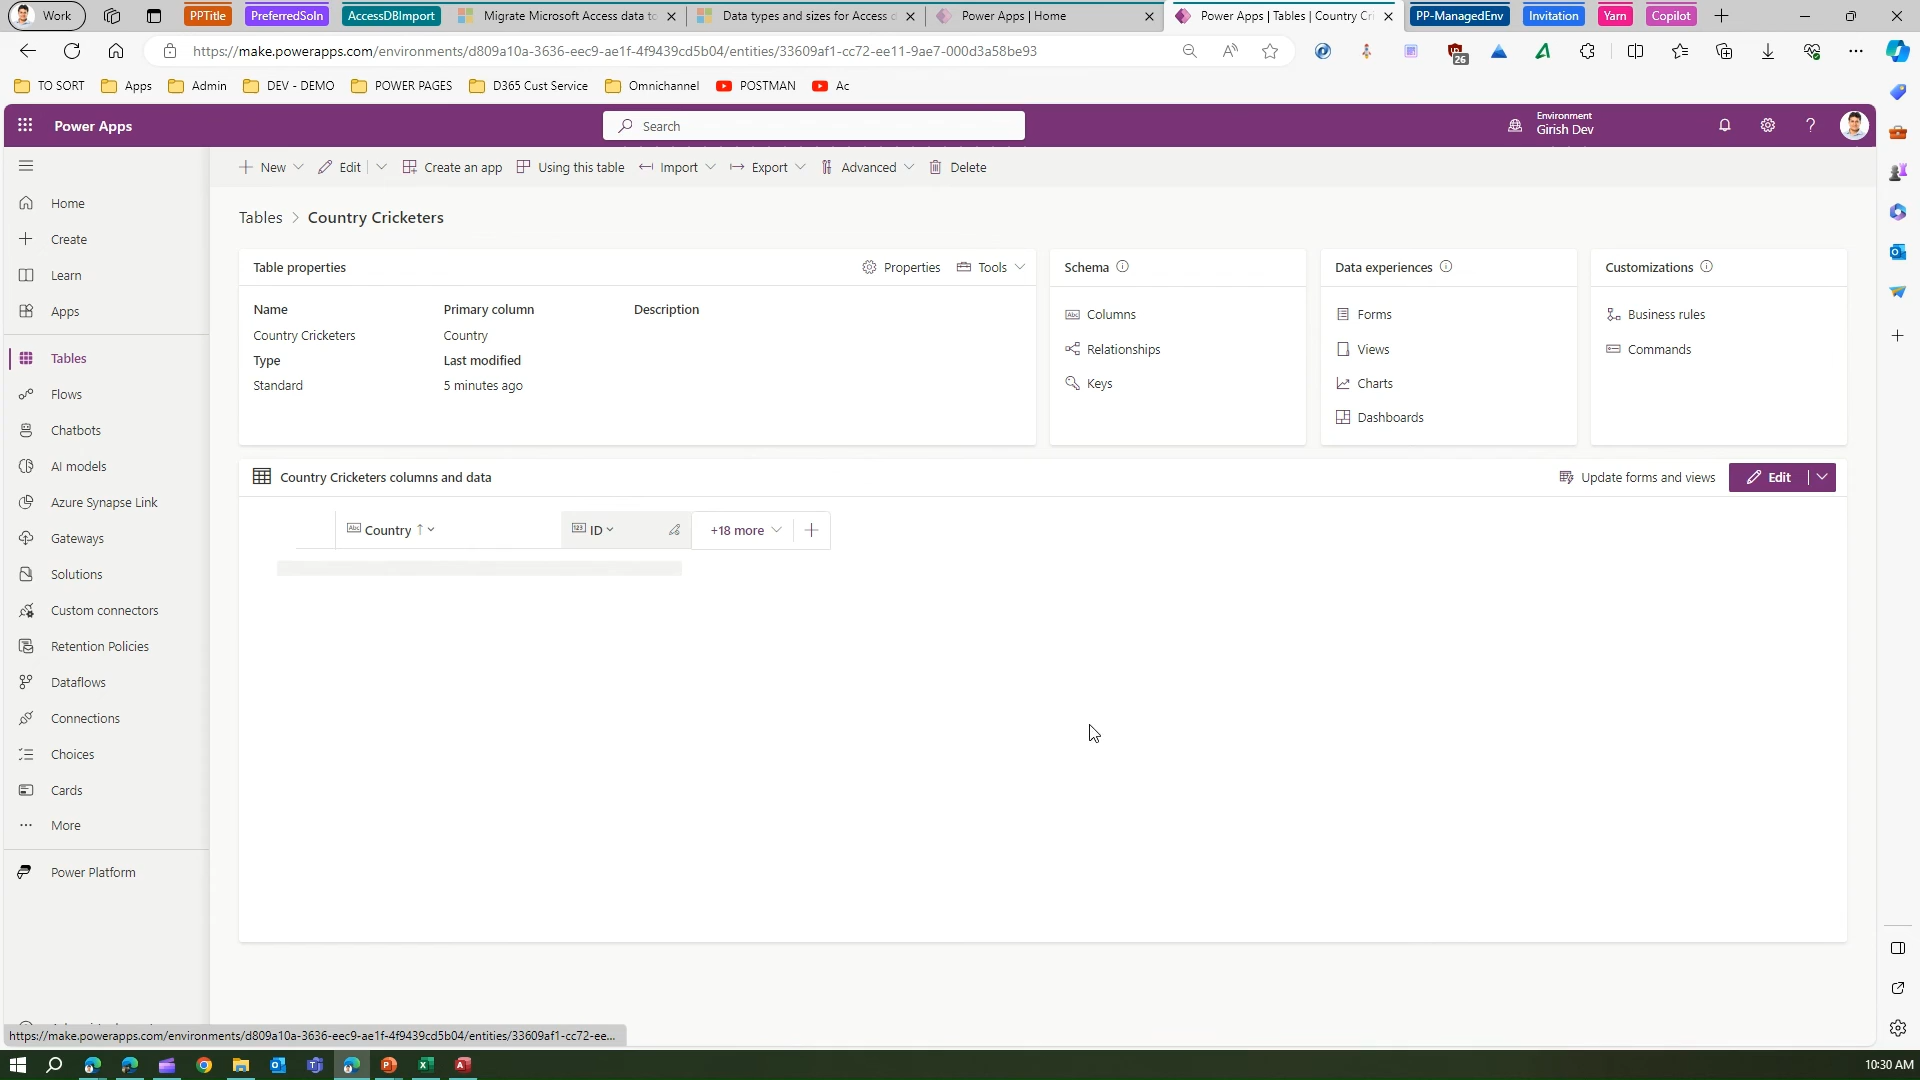 Work
PPTitle
PreferredSoln
AccessDBImport
Migrate Microsoft Access data to
Data types and sizes for Access d
Power Apps | Home
Power Apps | Tables | Country Cri
PP-ManagedEnv
Invitation
Yarn
Copilot
https://make.powerapps.com/environments/d809a10a-3636-eec9-ae1f-4f9439cd5b04/entities/33609af1-cc72-ee11-9ae7-000d3a58be93
26
TO SORT
Apps
Admin
DEV - DEMO
POWER PAGES
D365 Cust Service
Omnichannel
POSTMAN
Ac
Power Apps
Search
Environment
Girish Dev
New
Edit
Create an app
Using this table
Import
Export
Advanced
Delete
Home
Create
Learn
Apps
Tables
Flows
Chatbots
AI models
Azure Synapse Link
Gateways
Solutions
Custom connectors
Retention Policies
Dataflows
Connections
Choices
Cards
More
Power Platform
Tables > Country Cricketers
Table properties
Properties
Tools
Name
Primary column
Description
Country Cricketers
Country
Type
Last modified
Standard
5 minutes ago
Schema
Columns
Relationships
Keys
Data experiences
Forms
Views
Charts
Dashboards
Customizations
Business rules
Commands
Country Cricketers columns and data
Update forms and views
Edit
Abc Country
123 ID
+18 more
https://make.powerapps.com/environments/d809a10a-3636-eec9-ae1f-4f9439cd5b04/entities/33609af1-cc72-ee...
10:30 AM